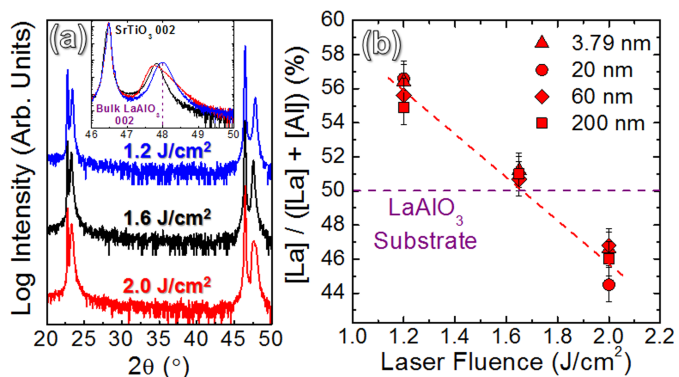 (a)
SrTiO3 002
Bulk LaAlO3
002
46 47 48 49 50
1.2 J/cm2
1.6 J/cm2
2.0 J/cm2
Log Intensity (Arb. Units)
20 25 30 35 40 45 50
2θ (°)
(b)
3.79 nm
20 nm
60 nm
200 nm
LaAlO3
Substrate
[La] / ([La] + [Al]) (%)
58
56
54
52
50
48
46
44
1.0 1.2 1.4 1.6 1.8 2.0 2.2
Laser Fluence (J/cm2)